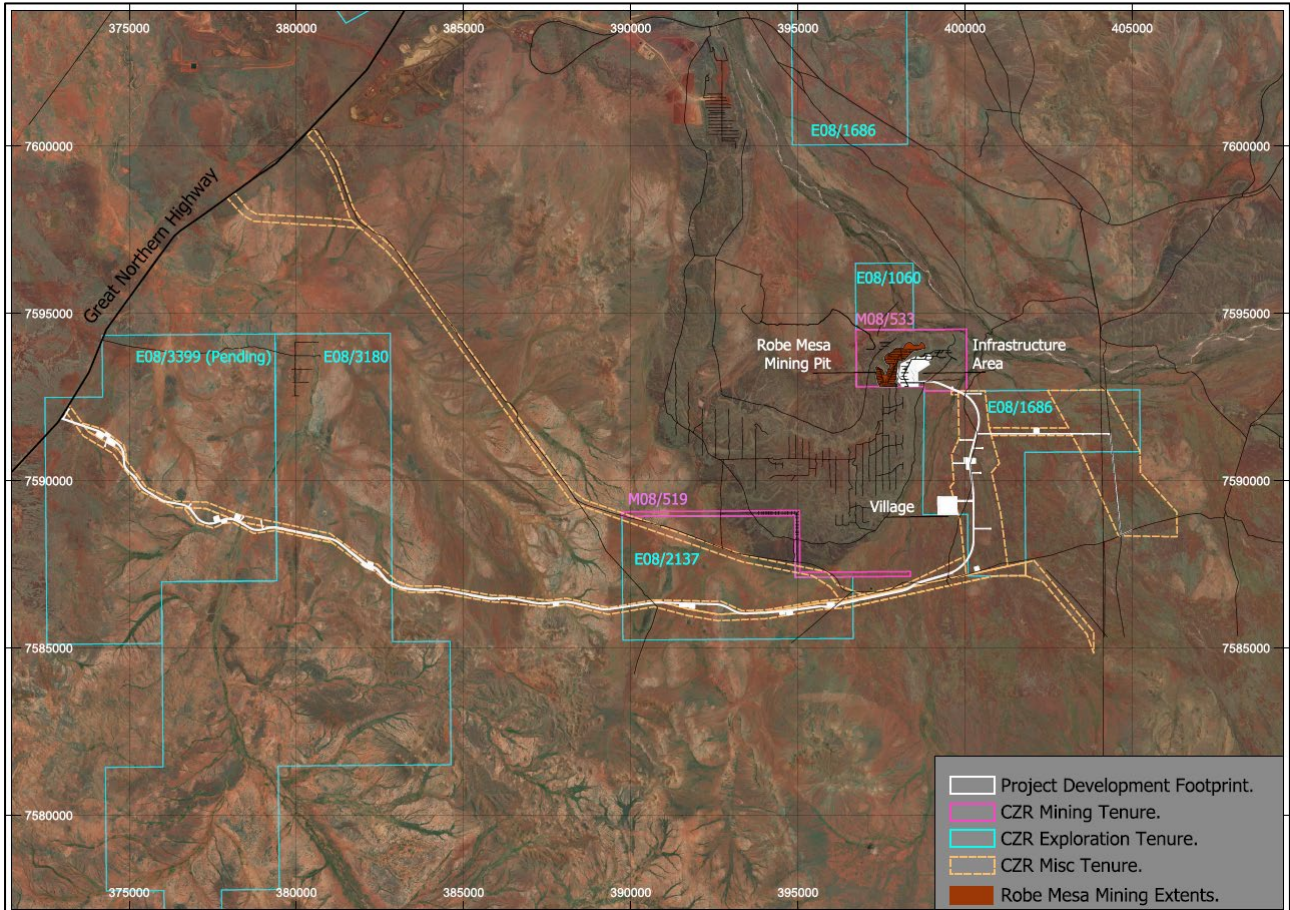 375000 380000 385000 390000 395000 400000 405000
E08/1686
7600000 7600000
Great Northern Highway
E08/1060
7595000 7595000
M08/533
E08/3399 (Pending) E08/3180
Robe Mesa
Mining Pit
Infrastructure
Area
E08/1686
7590000 7590000
M08/519
Village
E08/2137
7585000 7585000
7580000
375000 380000 385000 390000 395000
Project Development Footprint.
CZR Mining Tenure.
CZR Exploration Tenure.
CZR Misc Tenure.
Robe Mesa Mining Extents.